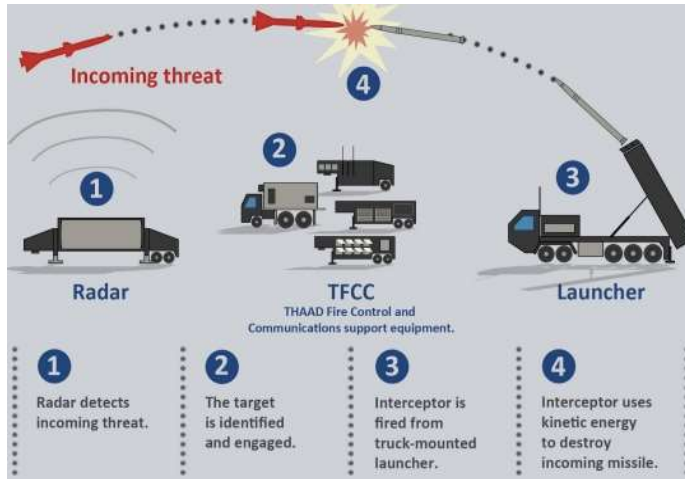 Incoming threat
4
2
3
1
Radar
TFCC
THAAD Fire Control and
Communications support equipment.
Launcher
1
Radar detects
incoming threat.
2
The target
is identified
and engaged.
3
Interceptor is
fired from
truck-mounted
launcher.
4
Interceptor uses
kinetic energy
to destroy
incoming missile.